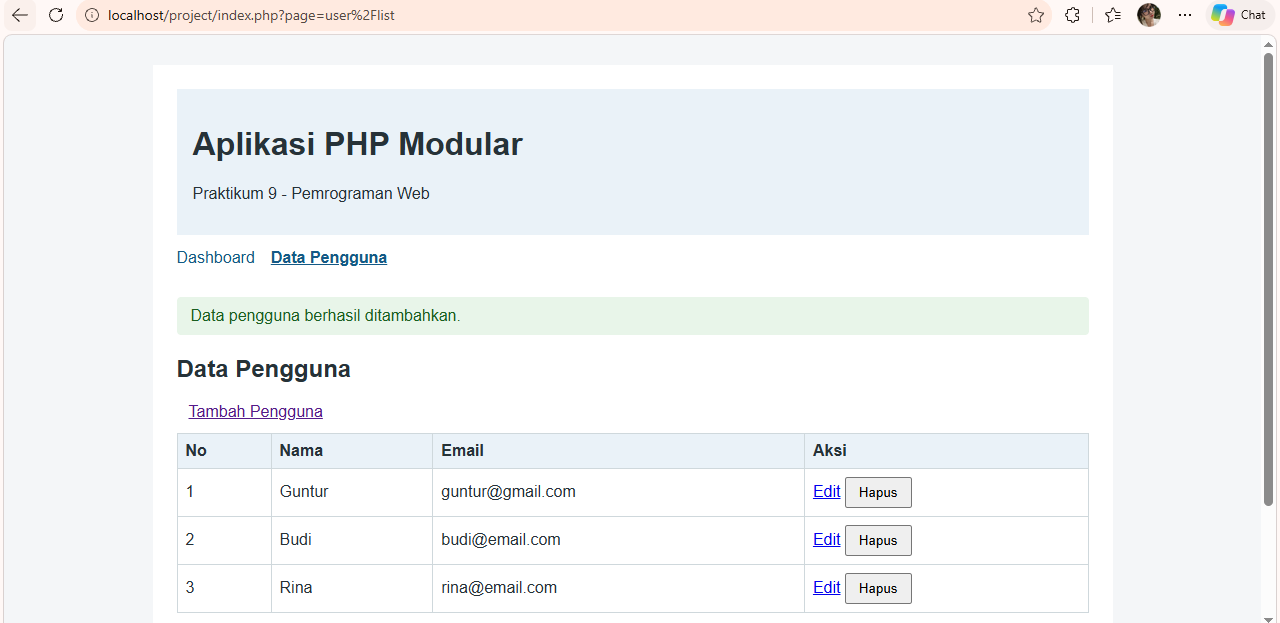 localhost/project/index.php?page=user%2Flist
Chat
Aplikasi PHP Modular
Praktikum 9 - Pemrograman Web
Dashboard Data Pengguna
Data pengguna berhasil ditambahkan.
Data Pengguna
Tambah Pengguna
No Nama Email Aksi
1 Guntur guntur@gmail.com Edit Hapus
2 Budi budi@email.com Edit Hapus
3 Rina rina@email.com Edit Hapus